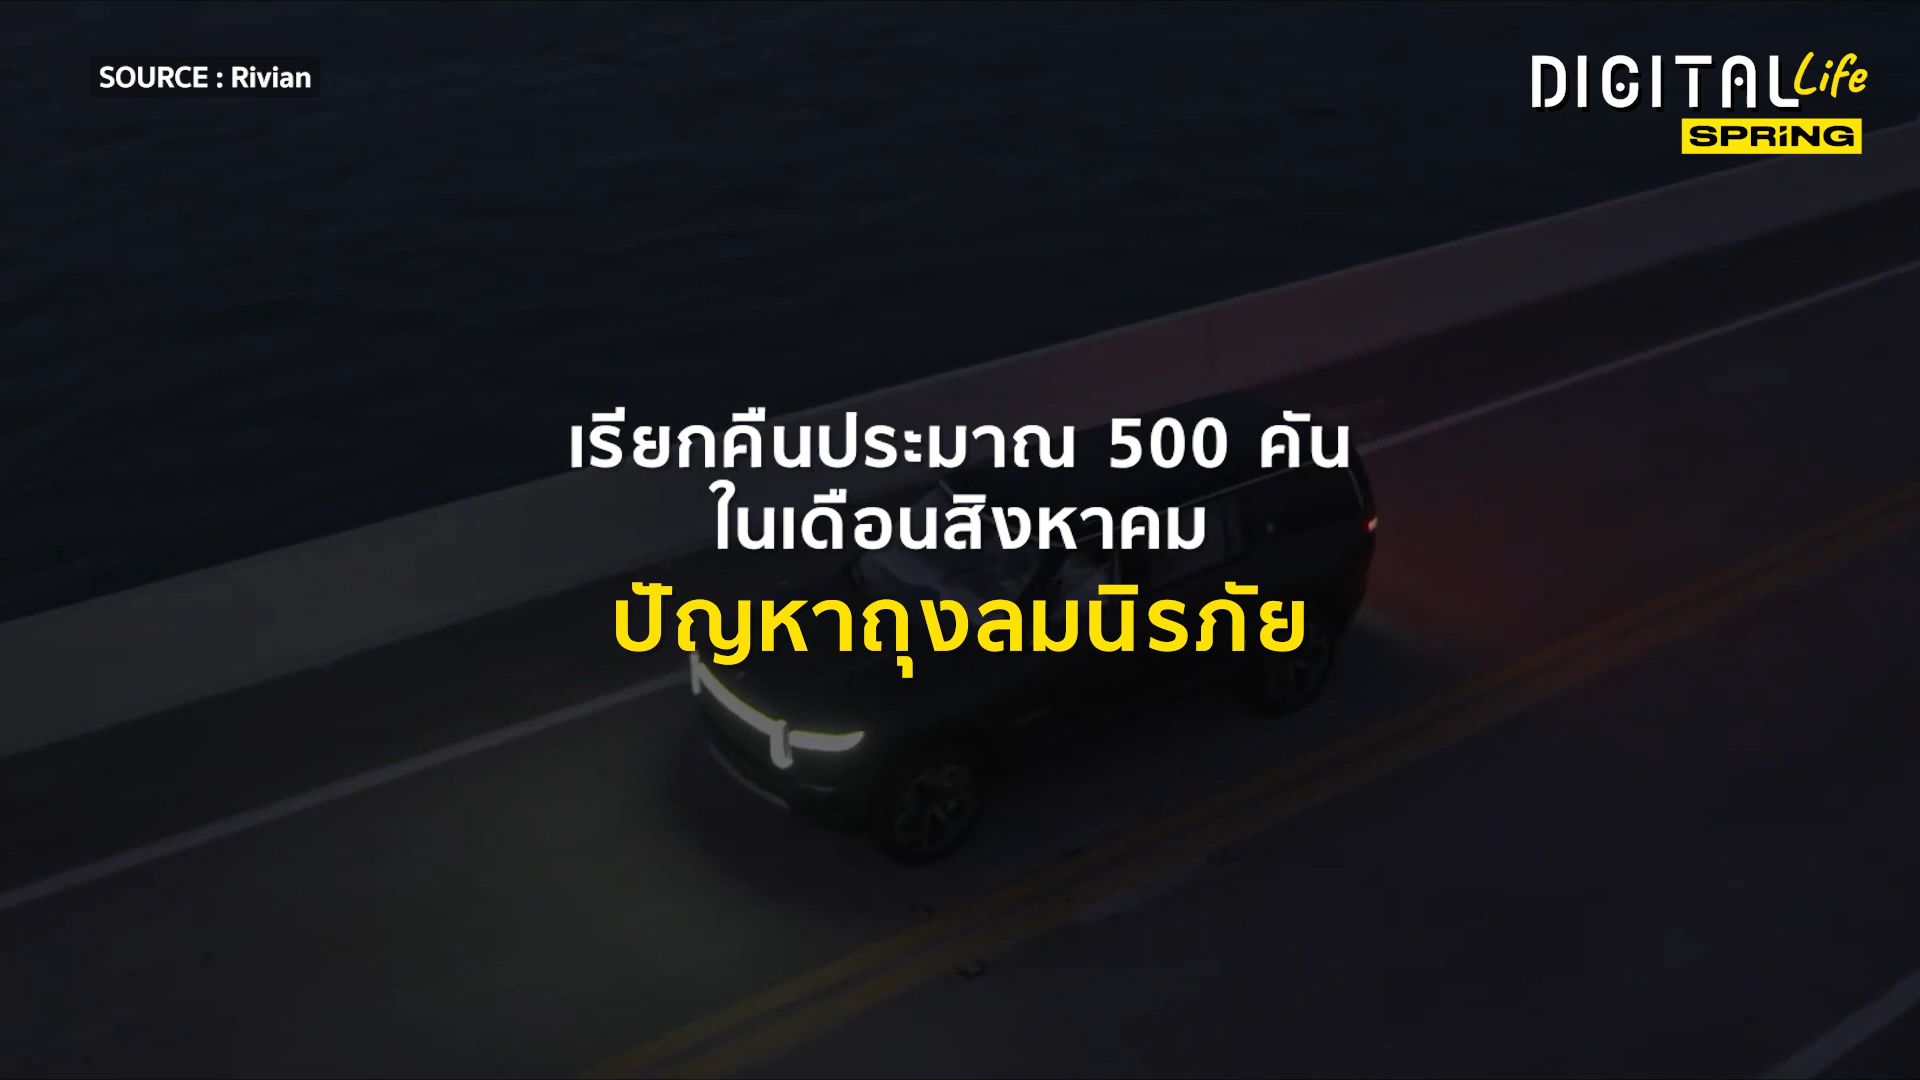 SOURCE : Rivian
DIGITAL Life
SPRiNG
เรียกคืนประมาณ 500 คัน
ในเดือนสิงหาคม
ปัญหาถุงลมนิรภัย